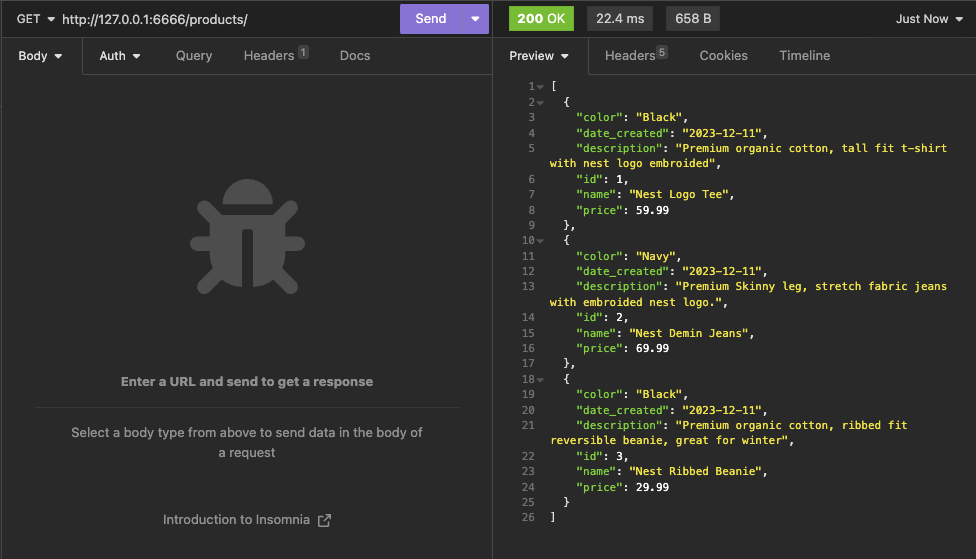 GET http://127.0.0.1:6666/products/ Send
200 OK 22.4 ms 658 B Just Now
Body Auth Query Headers 1 Docs
Preview Headers 5 Cookies Timeline
Enter a URL and send to get a response
Select a body type from above to send data in the body of
a request
Introduction to Insomnia
1 [
2 {
3 "color": "Black",
4 "date_created": "2023-12-11",
5 "description": "Premium organic cotton, tall fit t-shirt
with nest logo embroided",
6 "id": 1,
7 "name": "Nest Logo Tee",
8 "price": 59.99
9 },
10 {
11 "color": "Navy",
12 "date_created": "2023-12-11",
13 "description": "Premium Skinny leg, stretch fabric jeans
with embroided nest logo.",
14 "id": 2,
15 "name": "Nest Demin Jeans",
16 "price": 69.99
17 },
18 {
19 "color": "Black",
20 "date_created": "2023-12-11",
21 "description": "Premium organic cotton, ribbed fit
reversible beanie, great for winter",
22 "id": 3,
23 "name": "Nest Ribbed Beanie",
24 "price": 29.99
25 }
26 ]